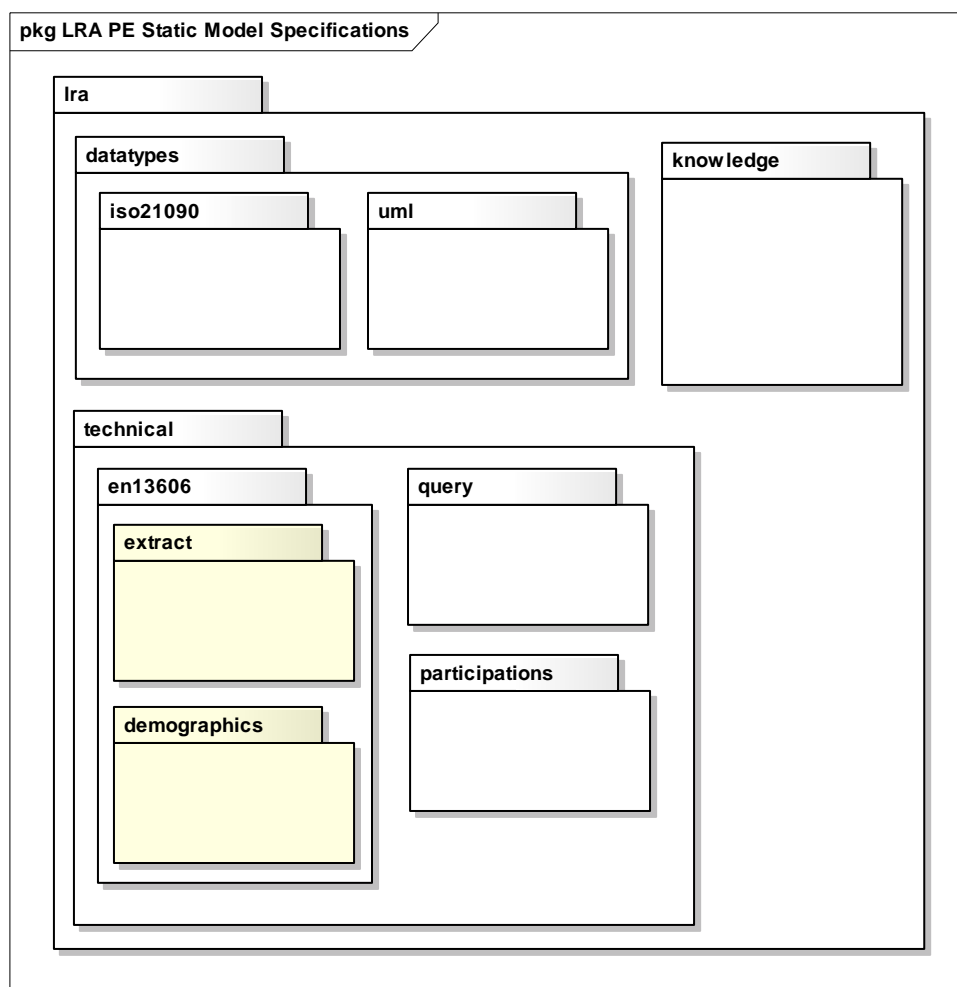 pkg LRA PE Static Model Specifications
lra
datatypes
knowledge
iso21090
uml
technical
en13606
query
extract
participations
demographics